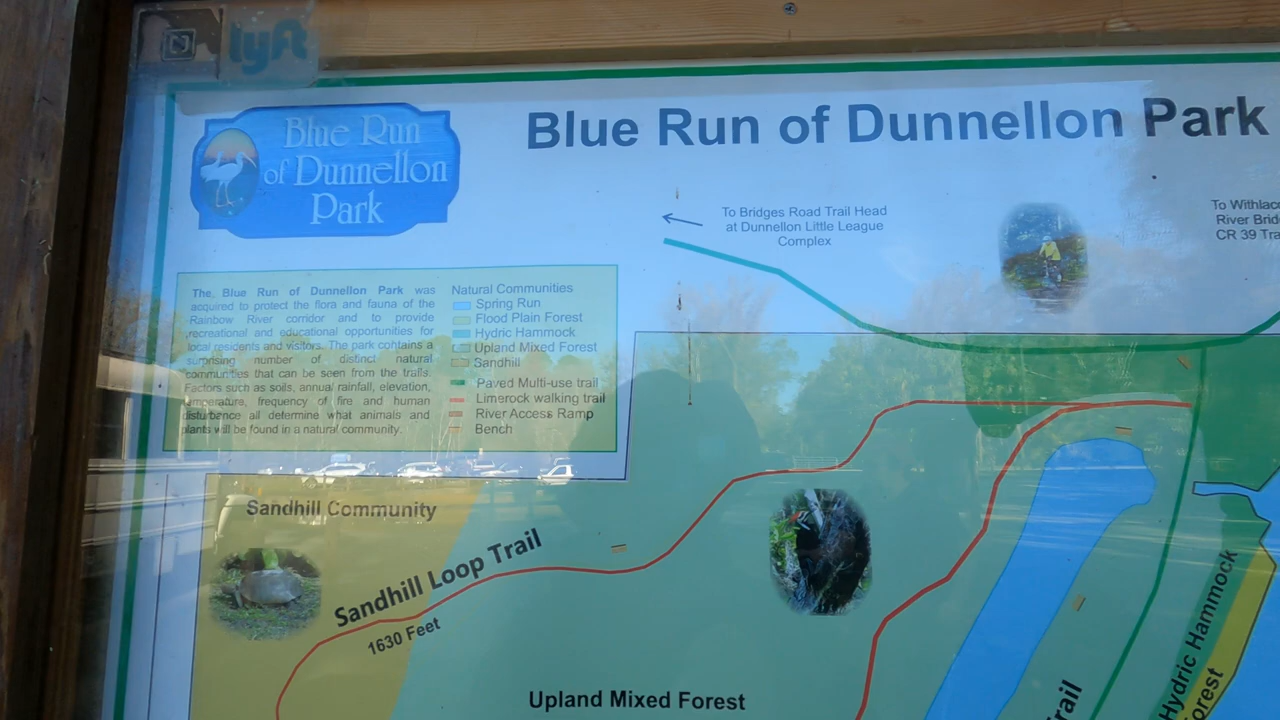 lyft
Blue Run
of Dunnellon
Park
Blue Run of Dunnellon Park
To Bridges Road Trail Head
at Dunnellon Little League
Complex
To
River
CR 39
The Blue Run of Dunnellon Park was
acquired to protect the flora and fauna of the
Rainbow River corridor and to provide
recreational and educational opportunities for
local residents and visitors. The park contains a
surprising number of distinct natural
communities that can be seen from the trails.
Factors such as soils, annual rainfall, elevation,
temperature, frequency of fire and human
disturbance all determine what animals and
plants will be found in a natural community.
Natural Communities
Spring Run
Flood Plain Forest
Hydric Hammock
Upland Mixed Forest
Sandhill
Paved Multi-use trail
Limerock walking trail
River Access Ramp
Bench
Sandhill Community
Sandhill Loop Trail
1630 Feet
Upland Mixed Forest
Hydric Hammock